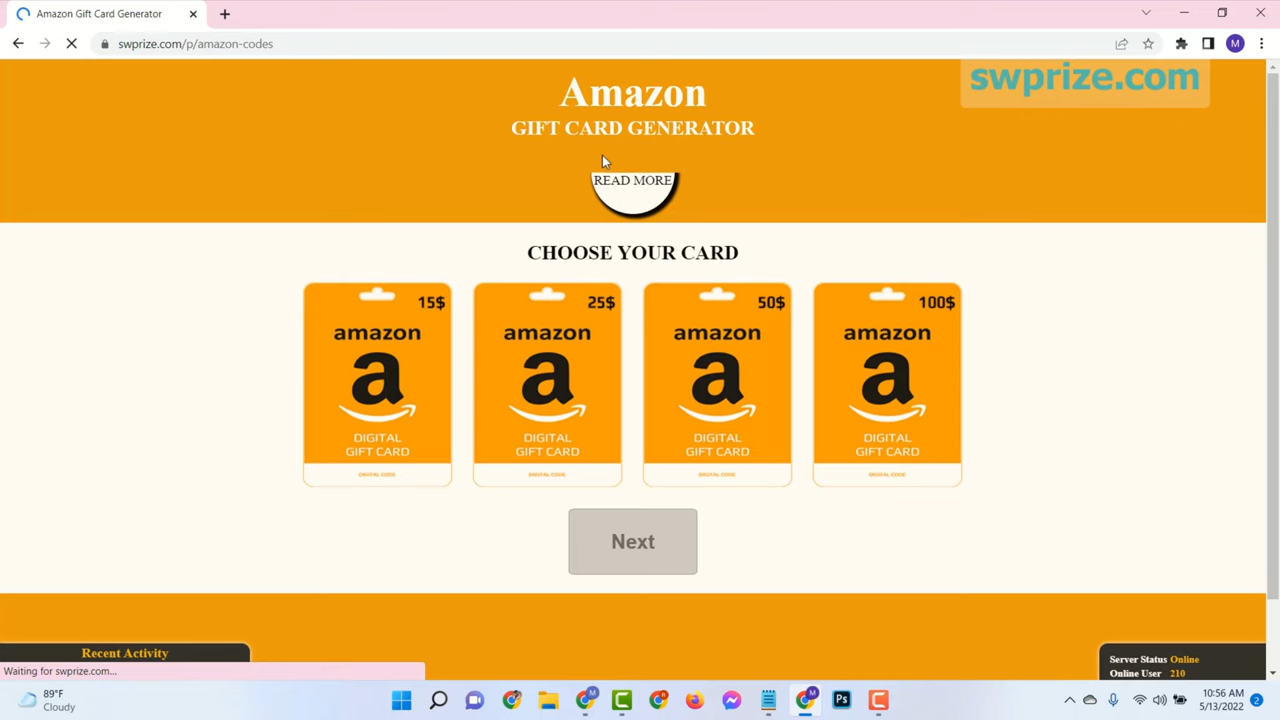 Amazon Gift Card Generator
swprize.com/p/amazon-codes
M
swprize.com
Amazon
GIFT CARD GENERATOR
READ MORE
CHOOSE YOUR CARD
15$ 25$ 50$ 100$
amazon amazon amazon amazon
a a a a
DIGITAL DIGITAL DIGITAL DIGITAL
GIFT CARD GIFT CARD GIFT CARD GIFT CARD
DIGITAL CODE DIGITAL CODE DIGITAL CODE DIGITAL CODE
Next
Recent Activity
Server Status Online
Online User 210
Waiting for swprize.com...
89°F
Cloudy
M R M Ps C
10:56 AM
5/13/2022
2